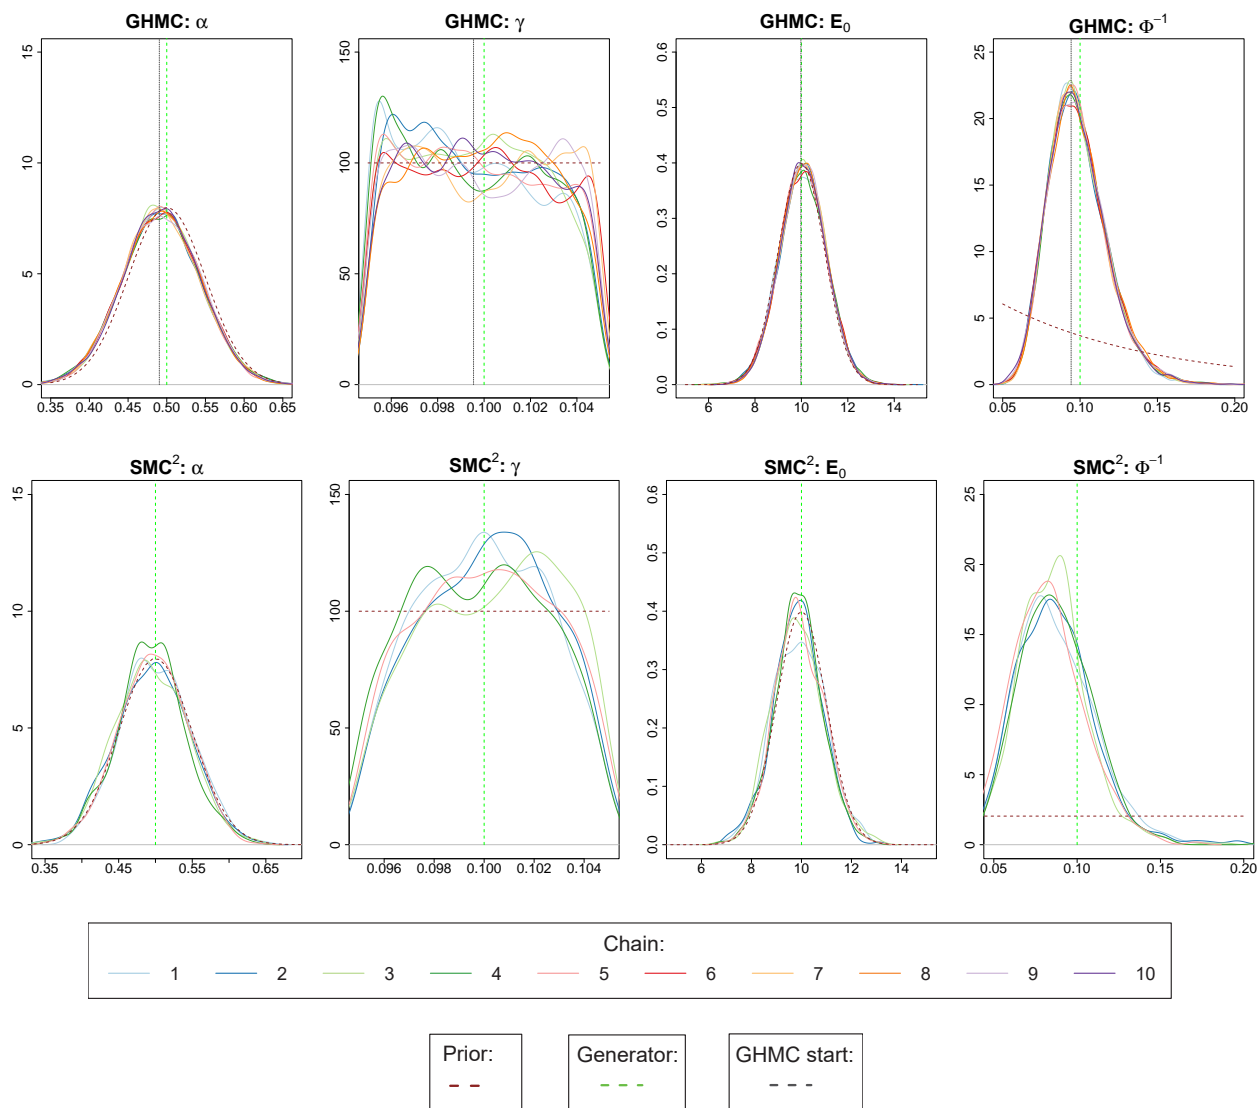 GHMC: α
GHMC: γ
GHMC: E₀
GHMC: Φ⁻¹
15
10
5
0
0.35 0.40 0.45 0.50 0.55 0.60 0.65
150
100
50
0
0.096 0.098 0.100 0.102 0.104
0.6
0.5
0.4
0.3
0.2
0.1
0.0
6 8 10 12 14
25
20
15
10
5
0
0.05 0.10 0.15 0.20
SMC²: α
SMC²: γ
SMC²: E₀
SMC²: Φ⁻¹
15
10
5
0
0.35 0.45 0.55 0.65
150
100
50
0
0.096 0.098 0.100 0.102 0.104
0.6
0.5
0.4
0.3
0.2
0.1
0.0
6 8 10 12 14
25
20
15
10
5
0
0.05 0.10 0.15 0.20
Chain:
1 2 3 4 5 6 7 8 9 10
Prior:
Generator:
GHMC start: